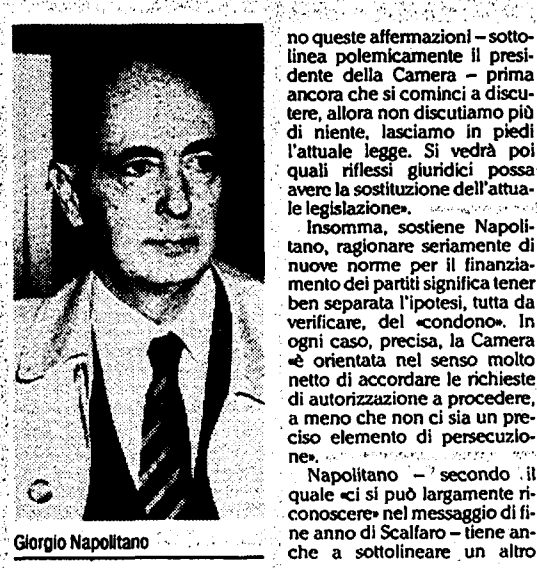 no queste affermazioni – sotto-
linea polemicamente il presi-
dente della Camera – prima
ancora che si cominci a discu-
tere, allora non discutiamo più
di niente, lasciamo in piedi
l'attuale legge. Si vedrà poi
quali riflessi giuridici possa
avere la sostituzione dell'attua-
le legislazione».
Insomma, sostiene Napoli-
tano, ragionare seriamente di
nuove norme per il finanzia-
mento dei partiti significa tener
ben separata l'ipotesi, tutta da
verificare, del «condono». In
ogni caso, precisa, la Camera
«è orientata nel senso molto
netto di accordare le richieste
di autorizzazione a procedere,
a meno che non ci sia un pre-
ciso elemento di persecuzio-
ne».
Napolitano – secondo il
quale «ci si può largamente ri-
conoscere» nel messaggio di fi-
ne anno di Scalfaro – tiene an-
che a sottolineare un altro
Giorgio Napolitano